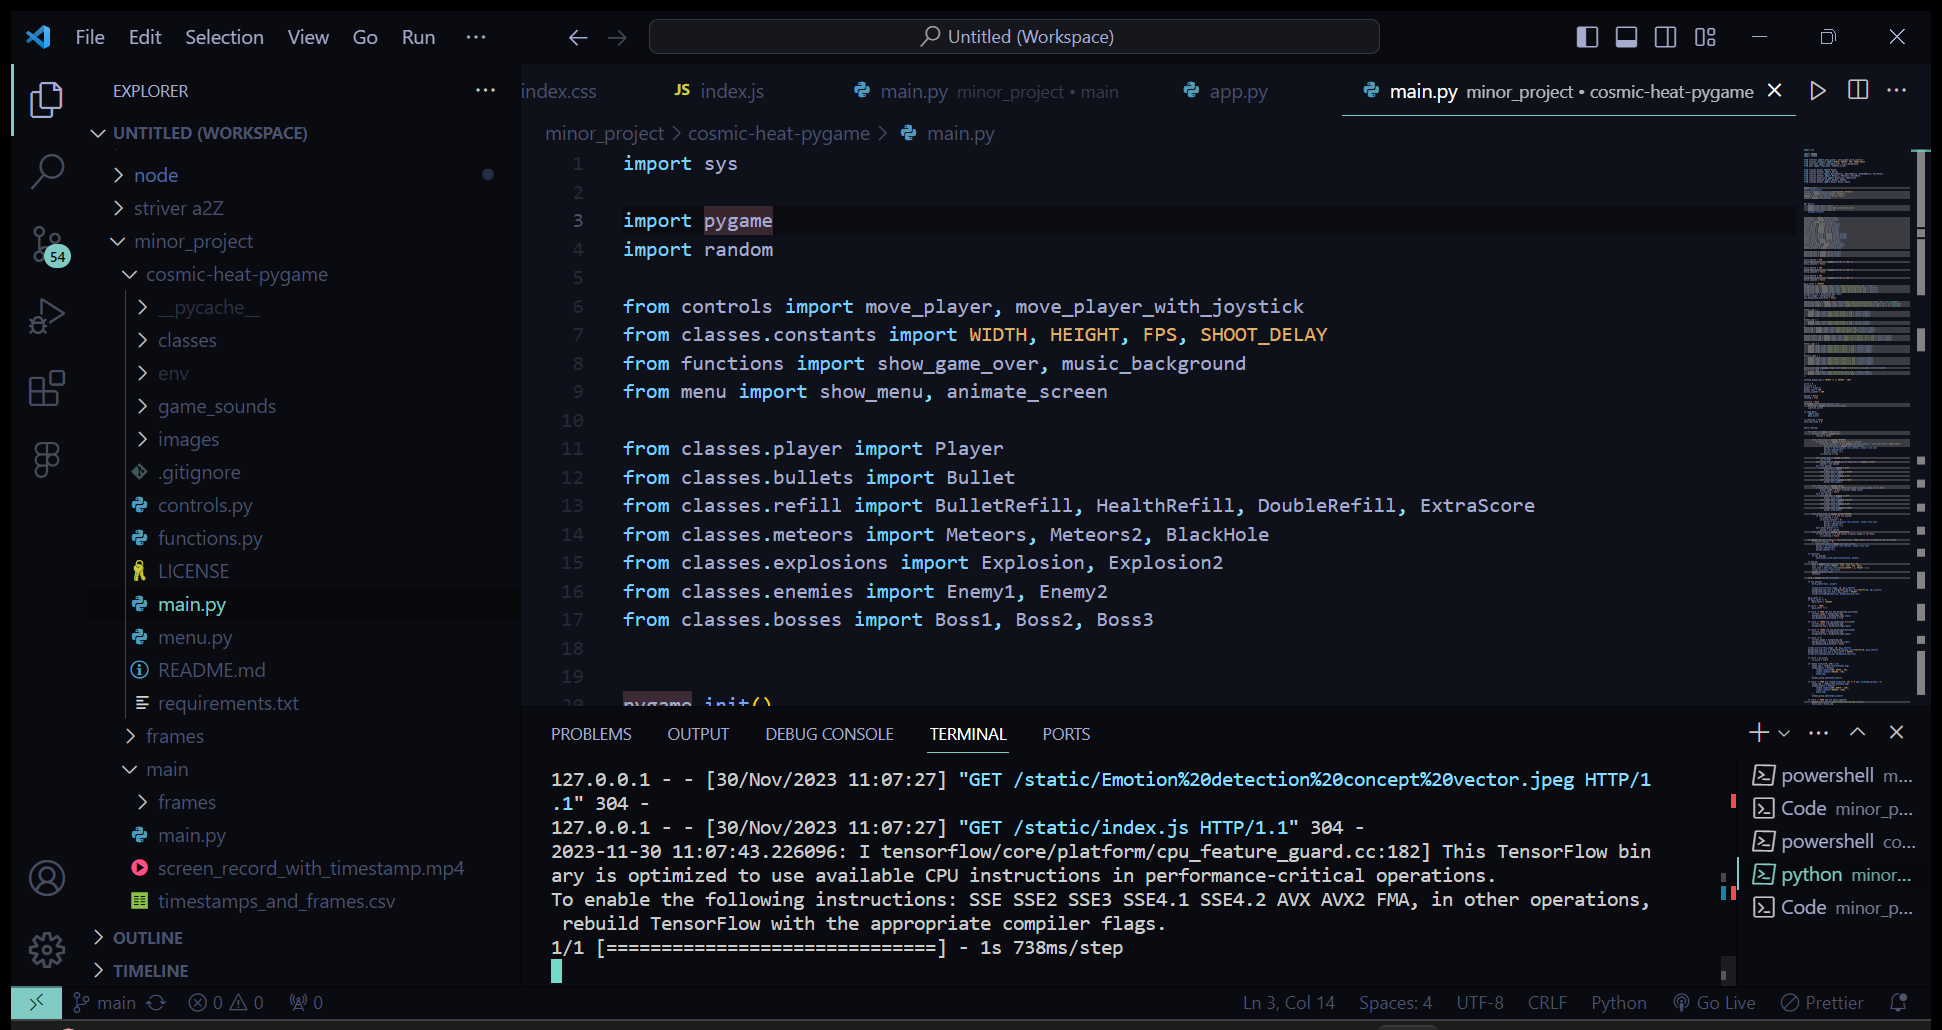 File Edit Selection View Go Run ···
Untitled (Workspace)
EXPLORER ···
index.css JS index.js main.py minor_project • main app.py main.py minor_project • cosmic-heat-pygame
UNTITLED (WORKSPACE)
node
striver a2Z
minor_project
cosmic-heat-pygame
__pycache__
classes
env
game_sounds
images
.gitignore
controls.py
functions.py
LICENSE
main.py
menu.py
README.md
requirements.txt
frames
main
frames
main.py
screen_record_with_timestamp.mp4
timestamps_and_frames.csv
OUTLINE
TIMELINE
54
minor_project > cosmic-heat-pygame > main.py
1 import sys
2
3 import pygame
4 import random
5
6 from controls import move_player, move_player_with_joystick
7 from classes.constants import WIDTH, HEIGHT, FPS, SHOOT_DELAY
8 from functions import show_game_over, music_background
9 from menu import show_menu, animate_screen
10
11 from classes.player import Player
12 from classes.bullets import Bullet
13 from classes.refill import BulletRefill, HealthRefill, DoubleRefill, ExtraScore
14 from classes.meteors import Meteors, Meteors2, BlackHole
15 from classes.explosions import Explosion, Explosion2
16 from classes.enemies import Enemy1, Enemy2
17 from classes.bosses import Boss1, Boss2, Boss3
18
19
20 pygame.init()
PROBLEMS OUTPUT DEBUG CONSOLE TERMINAL PORTS
127.0.0.1 - - [30/Nov/2023 11:07:27] "GET /static/Emotion%20detection%20concept%20vector.jpeg HTTP/1
.1" 304 -
127.0.0.1 - - [30/Nov/2023 11:07:27] "GET /static/index.js HTTP/1.1" 304 -
2023-11-30 11:07:43.226096: I tensorflow/core/platform/cpu_feature_guard.cc:182] This TensorFlow bin
ary is optimized to use available CPU instructions in performance-critical operations.
To enable the following instructions: SSE SSE2 SSE3 SSE4.1 SSE4.2 AVX AVX2 FMA, in other operations,
rebuild TensorFlow with the appropriate compiler flags.
1/1 [==============================] - 1s 738ms/step
powershell m...
Code minor_p...
powershell co...
python minor...
Code minor_p...
main 0 0 0
Ln 3, Col 14 Spaces: 4 UTF-8 CRLF Python Go Live Prettier